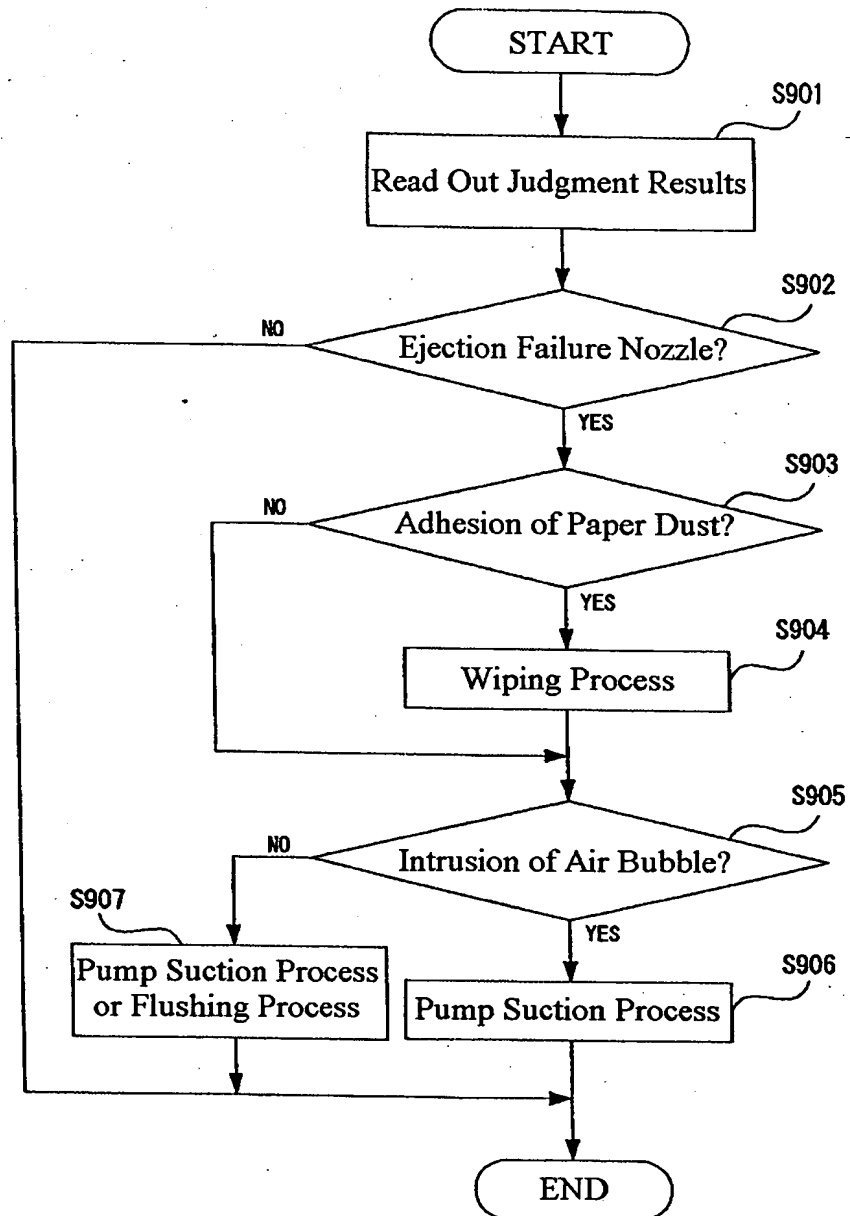 START
S901
Read Out Judgment Results
S902
NO
Ejection Failure Nozzle?
YES
S903
NO
Adhesion of Paper Dust?
YES
S904
Wiping Process
S905
NO
Intrusion of Air Bubble?
S907
YES
Pump Suction Process
or Flushing Process
S906
Pump Suction Process
END